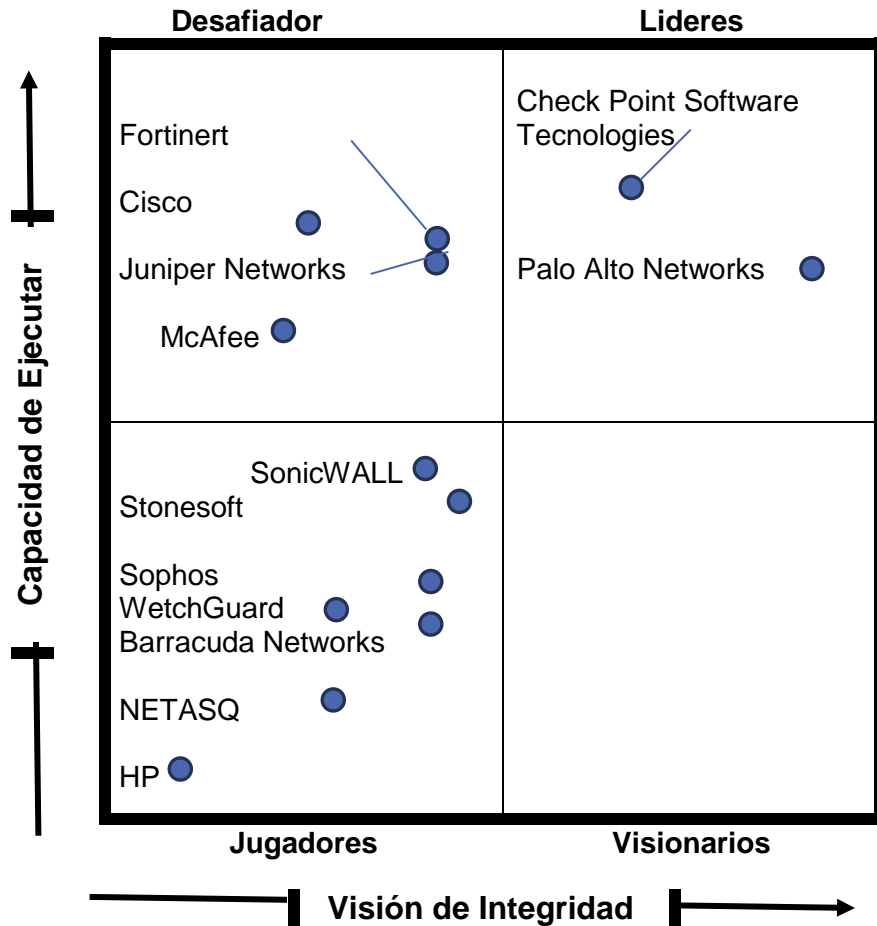 Desafiador
Lideres
Fortinert
Cisco
Juniper Networks
McAfee
Check Point Software
Tecnologies
Palo Alto Networks
Capacidad de Ejecutar
SonicWALL
Stonesoft
Sophos
WetchGuard
Barracuda Networks
NETASQ
HP
Jugadores
Visionarios
Visión de Integridad